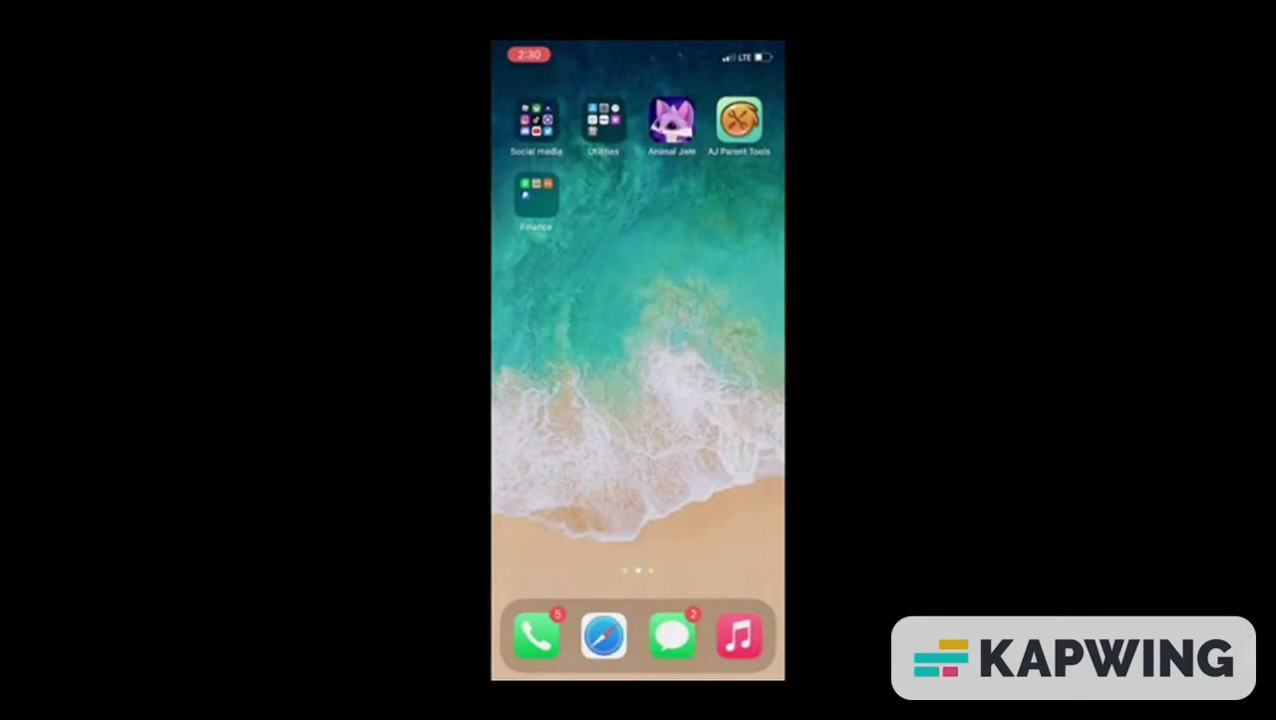 2:30 LTE
Social media Utilities Animal Jam AJ Parent Tools
Finance
5 2
KAPWING